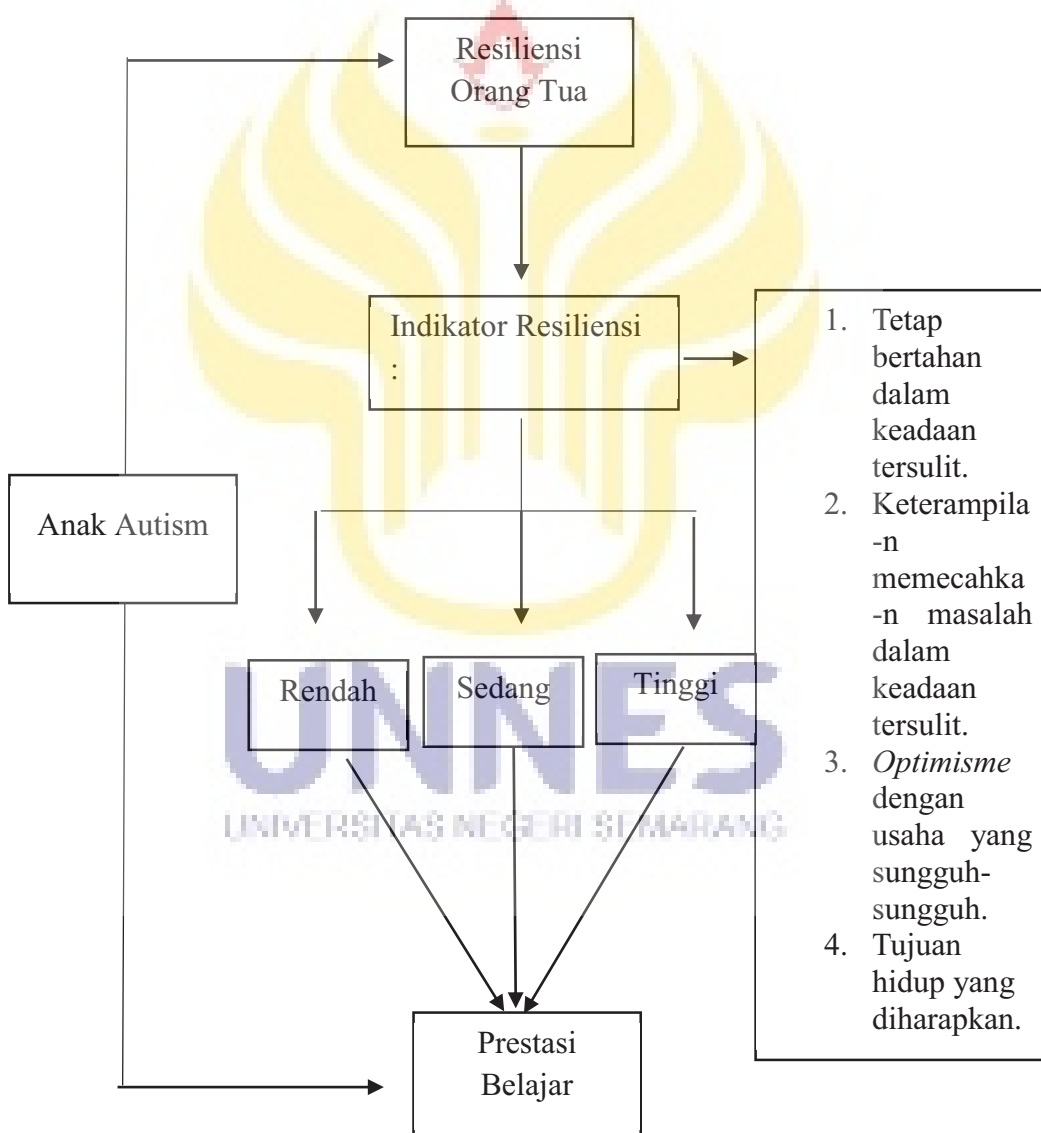 Resiliensi
Orang Tua
Indikator Resiliensi
:
1. Tetap
bertahan
dalam
keadaan
tersulit.
2. Keterampila
-n
memecahka
-n masalah
dalam
keadaan
tersulit.
3. Optimisme
dengan
usaha yang
sungguh-
sungguh.
4. Tujuan
hidup yang
diharapkan.
Anak Autism
Rendah
Sedang
Tinggi
UNNES
UNIVERSITAS NEGERI SEMARANG
Prestasi
Belajar